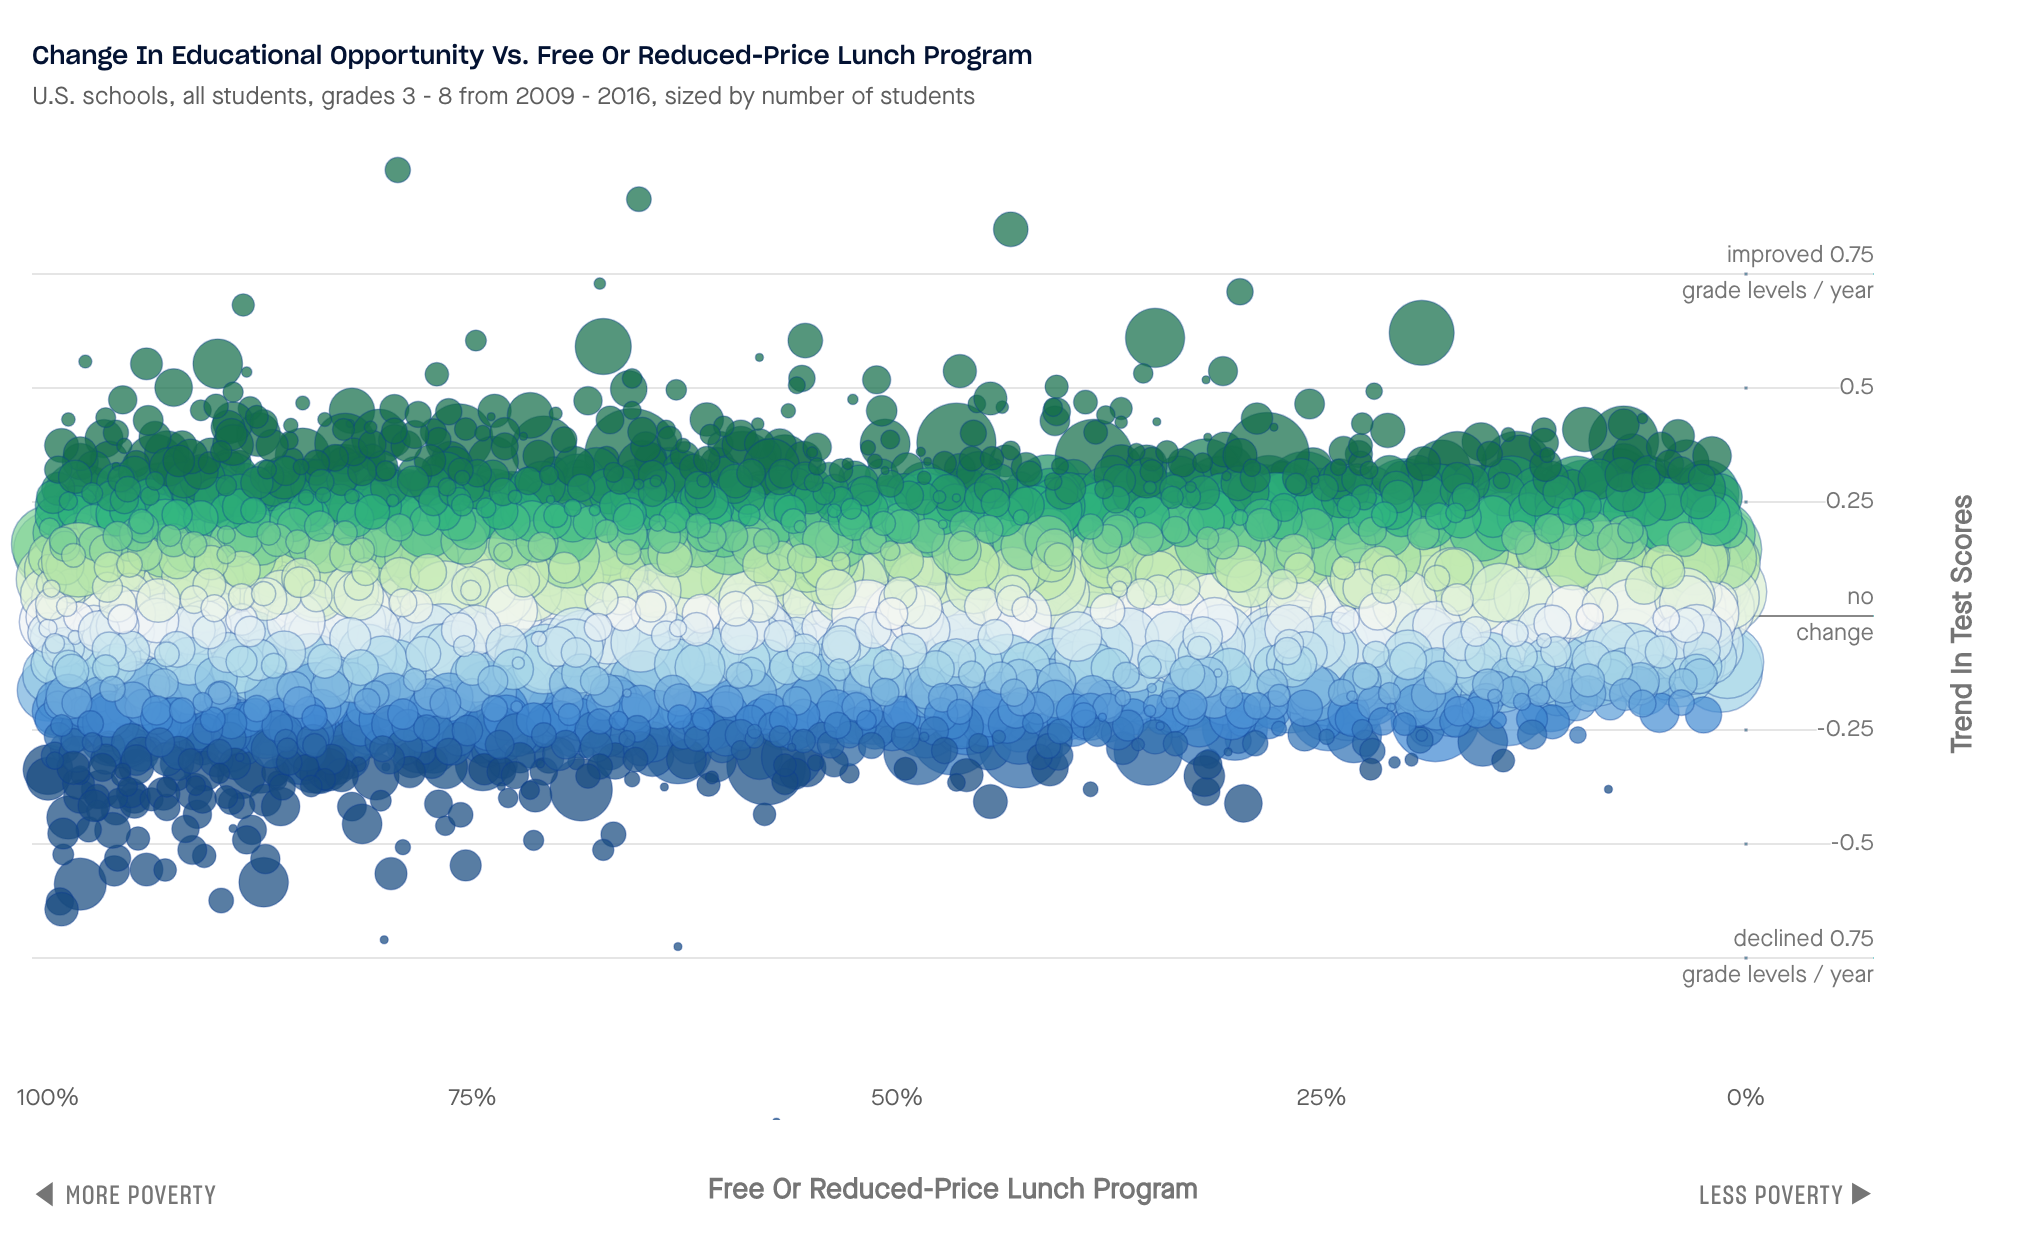 Change In Educational Opportunity Vs. Free Or Reduced-Price Lunch Program
U.S. schools, all students, grades 3 - 8 from 2009 - 2016, sized by number of students
improved 0.75
grade levels / year
0.5
0.25
no
change
-0.25
-0.5
declined 0.75
grade levels / year
Trend In Test Scores
100%
75%
50%
25%
0%
MORE POVERTY
Free Or Reduced-Price Lunch Program
LESS POVERTY